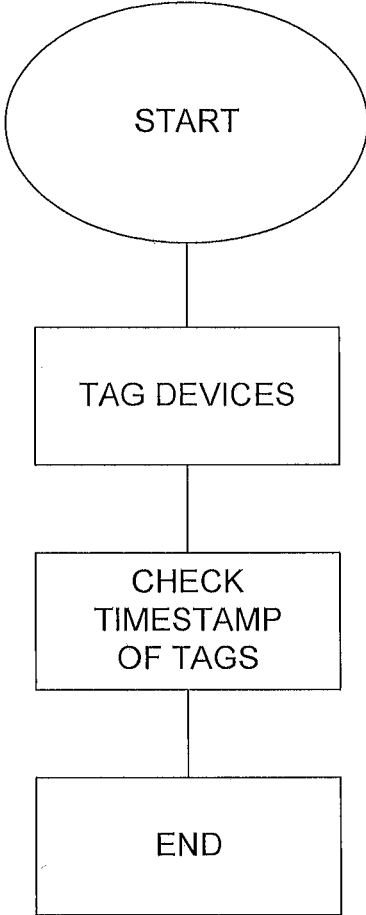 START
TAG DEVICES
CHECK
TIMESTAMP
OF TAGS
END